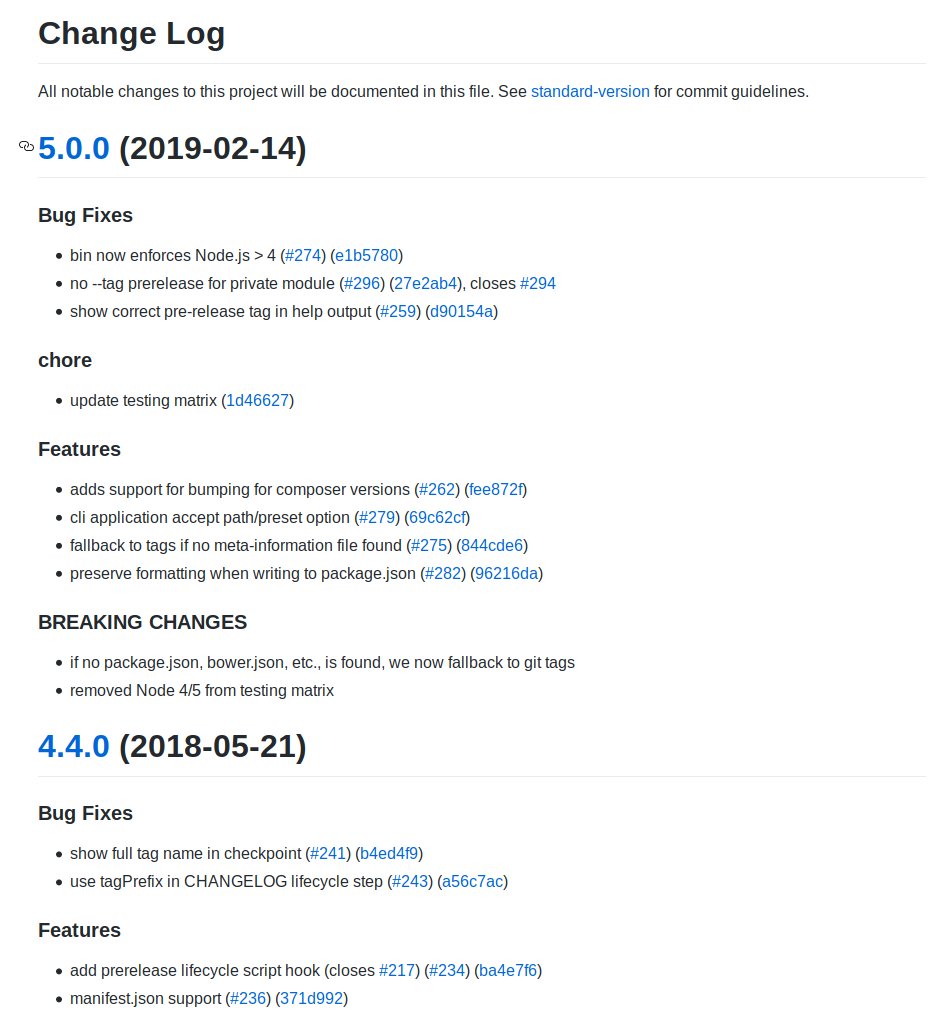 Change Log
All notable changes to this project will be documented in this file. See standard-version for commit guidelines.
5.0.0 (2019-02-14)
Bug Fixes
bin now enforces Node.js > 4 (#274) (e1b5780)
no --tag prerelease for private module (#296) (27e2ab4), closes #294
show correct pre-release tag in help output (#259) (d90154a)
chore
update testing matrix (1d46627)
Features
adds support for bumping for composer versions (#262) (fee872f)
cli application accept path/preset option (#279) (69c62cf)
fallback to tags if no meta-information file found (#275) (844cde6)
preserve formatting when writing to package.json (#282) (96216da)
BREAKING CHANGES
if no package.json, bower.json, etc., is found, we now fallback to git tags
removed Node 4/5 from testing matrix
4.4.0 (2018-05-21)
Bug Fixes
show full tag name in checkpoint (#241) (b4ed4f9)
use tagPrefix in CHANGELOG lifecycle step (#243) (a56c7ac)
Features
add prerelease lifecycle script hook (closes #217) (#234) (ba4e7f6)
manifest.json support (#236) (371d992)